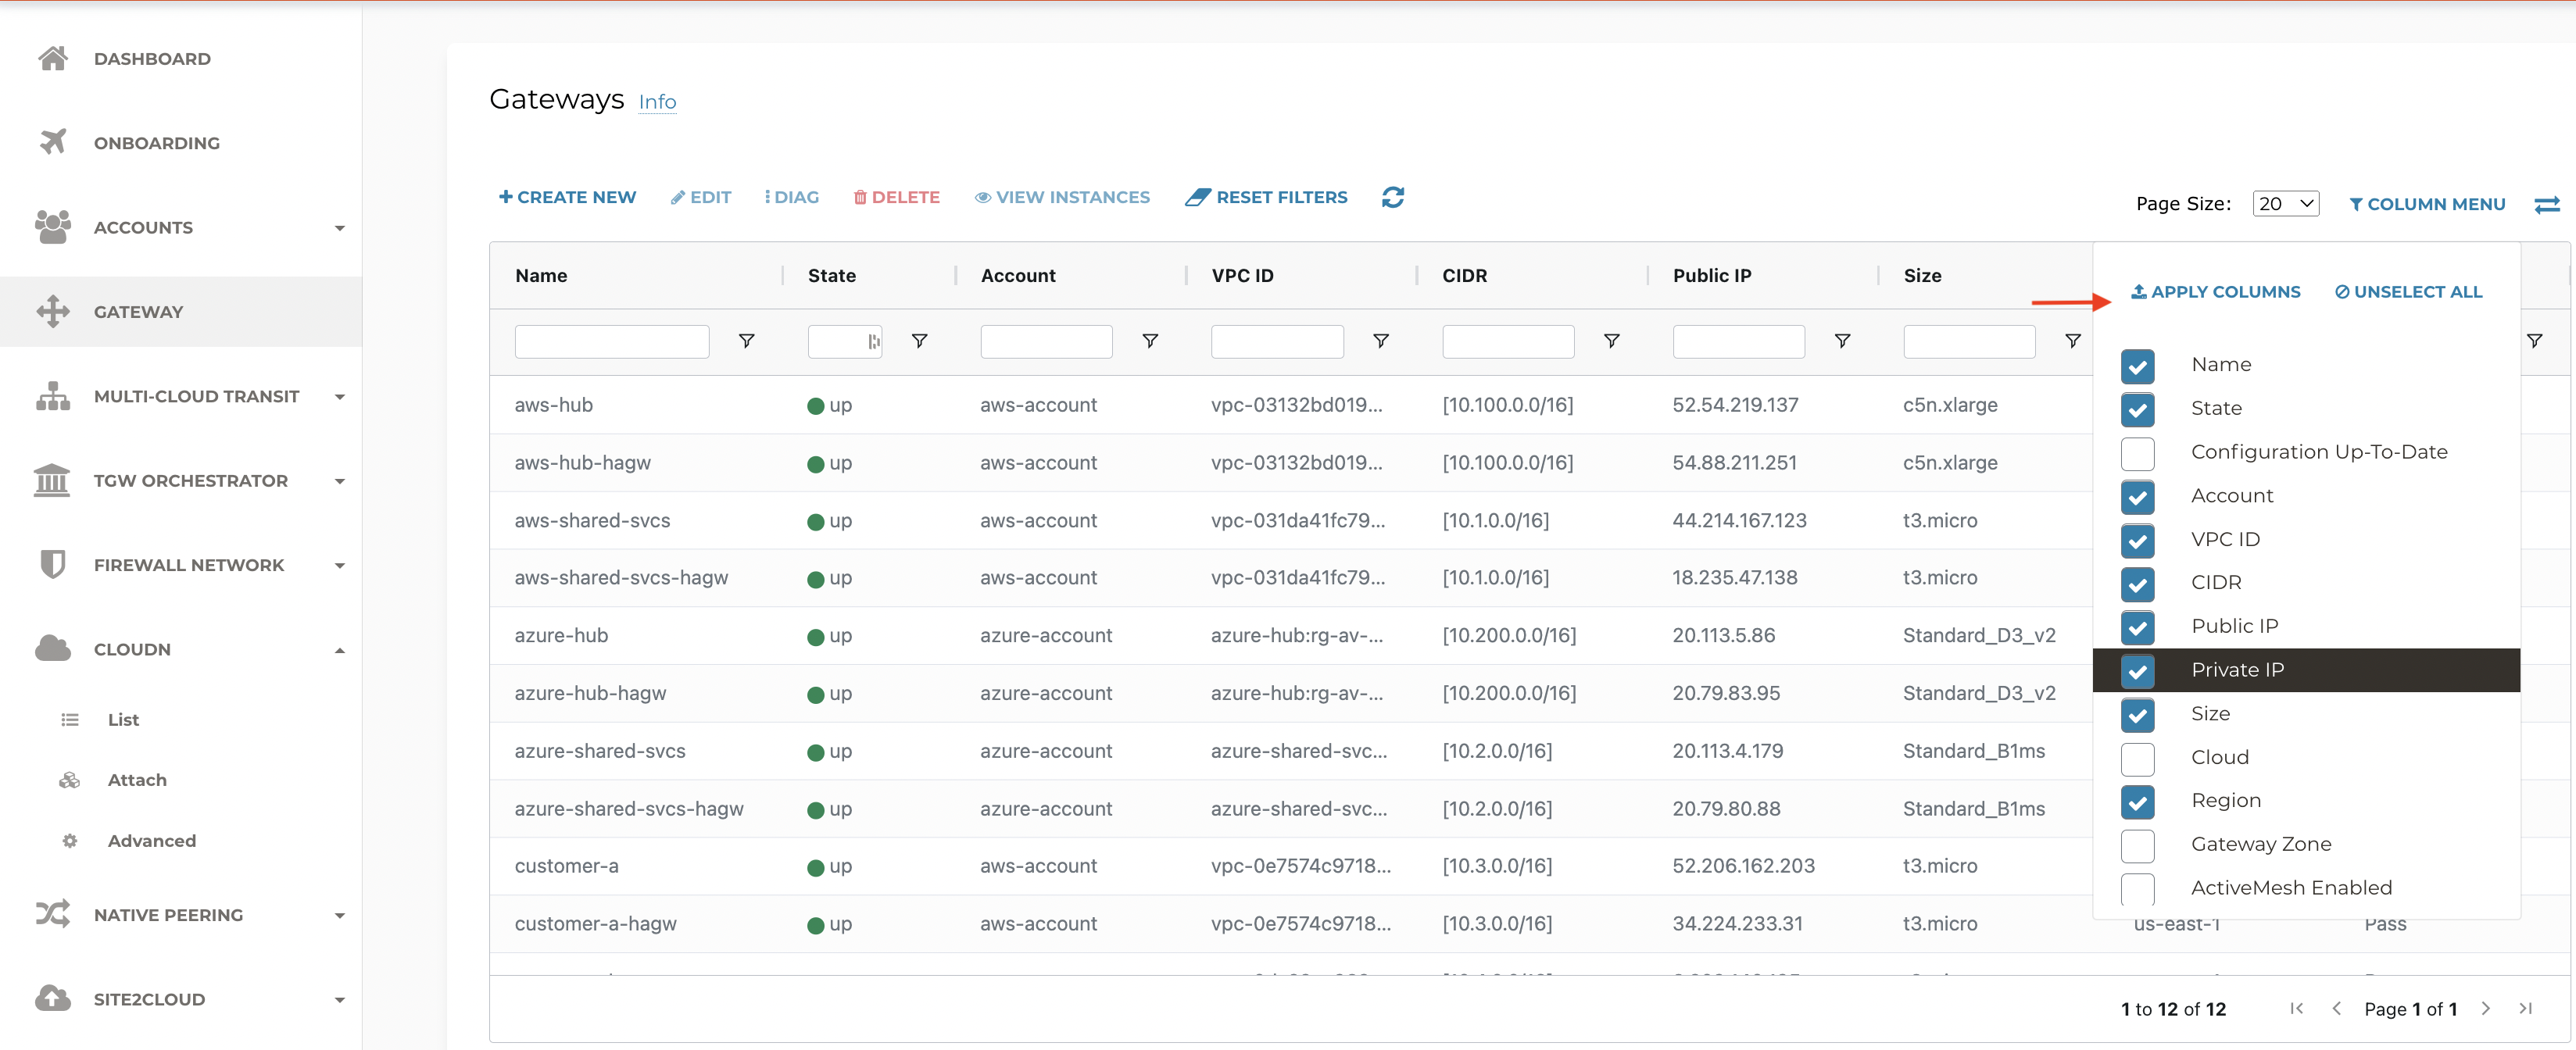 DASHBOARD
ONBOARDING
ACCOUNTS
GATEWAY
MULTI-CLOUD TRANSIT
TGW ORCHESTRATOR
FIREWALL NETWORK
CLOUDN
List
Attach
Advanced
NATIVE PEERING
SITE2CLOUD
Gateways Info
CREATE NEW EDIT DIAG DELETE VIEW INSTANCES RESET FILTERS
Page Size: 20 COLUMN MENU
Name State Account VPC ID CIDR Public IP Size
aws-hub up aws-account vpc-03132bd019... [10.100.0.0/16] 52.54.219.137 c5n.xlarge
aws-hub-hagw up aws-account vpc-03132bd019... [10.100.0.0/16] 54.88.211.251 c5n.xlarge
aws-shared-svcs up aws-account vpc-031da41fc79... [10.1.0.0/16] 44.214.167.123 t3.micro
aws-shared-svcs-hagw up aws-account vpc-031da41fc79... [10.1.0.0/16] 18.235.47.138 t3.micro
azure-hub up azure-account azure-hub:rg-av-... [10.200.0.0/16] 20.113.5.86 Standard_D3_v2
azure-hub-hagw up azure-account azure-hub:rg-av-... [10.200.0.0/16] 20.79.83.95 Standard_D3_v2
azure-shared-svcs up azure-account azure-shared-svc... [10.2.0.0/16] 20.113.4.179 Standard_B1ms
azure-shared-svcs-hagw up azure-account azure-shared-svc... [10.2.0.0/16] 20.79.80.88 Standard_B1ms
customer-a up aws-account vpc-0e7574c9718... [10.3.0.0/16] 52.206.162.203 t3.micro
customer-a-hagw up aws-account vpc-0e7574c9718... [10.3.0.0/16] 34.224.233.31 t3.micro us-east-1 Pass
APPLY COLUMNS UNSELECT ALL
Name
State
Configuration Up-To-Date
Account
VPC ID
CIDR
Public IP
Private IP
Size
Cloud
Region
Gateway Zone
ActiveMesh Enabled
1 to 12 of 12 Page 1 of 1